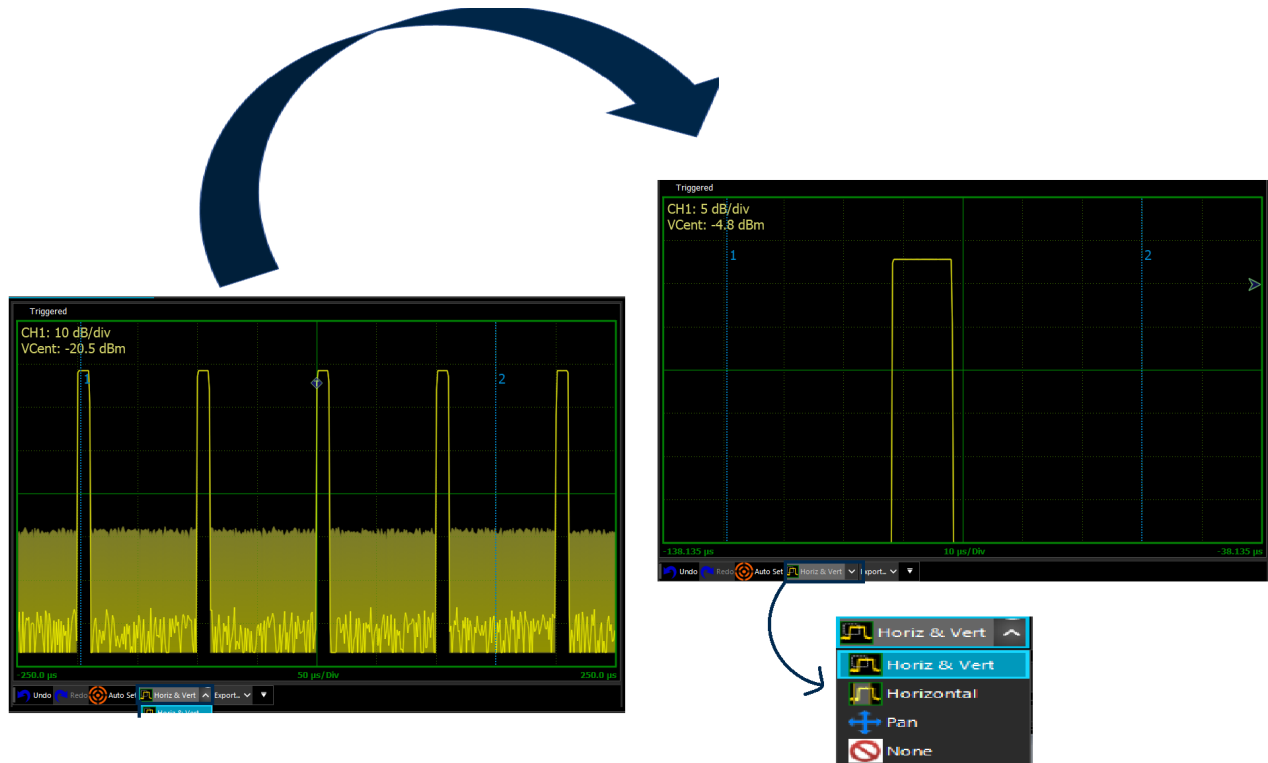 Triggered
CH1: 10 dB/div
VCent: -20.5 dBm
1
2
-250.0 µs
50 µs/Div
250.0 µs
Undo
Redo
Auto Set
Horiz & Vert
Export...
Horiz & Vert
Triggered
CH1: 5 dB/div
VCent: -4.8 dBm
1
2
-138.135 µs
10 µs/Div
-38.135 µs
Undo
Redo
Auto Set
Horiz & Vert
Export...
Horiz & Vert
Horiz & Vert
Horizontal
Pan
None